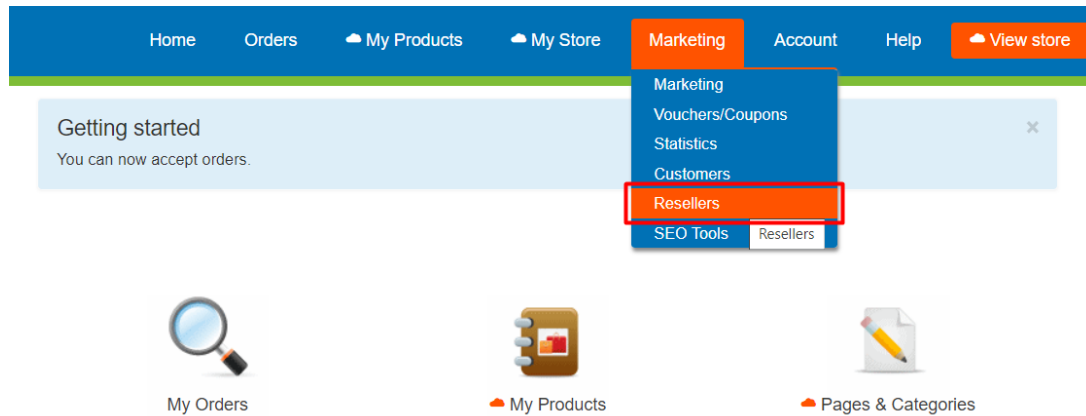 Home Orders My Products My Store Marketing Account Help View store
Marketing
Vouchers/Coupons
Statistics
Customers
Resellers
SEO Tools Resellers
Getting started
You can now accept orders.
×
My Orders My Products Pages & Categories